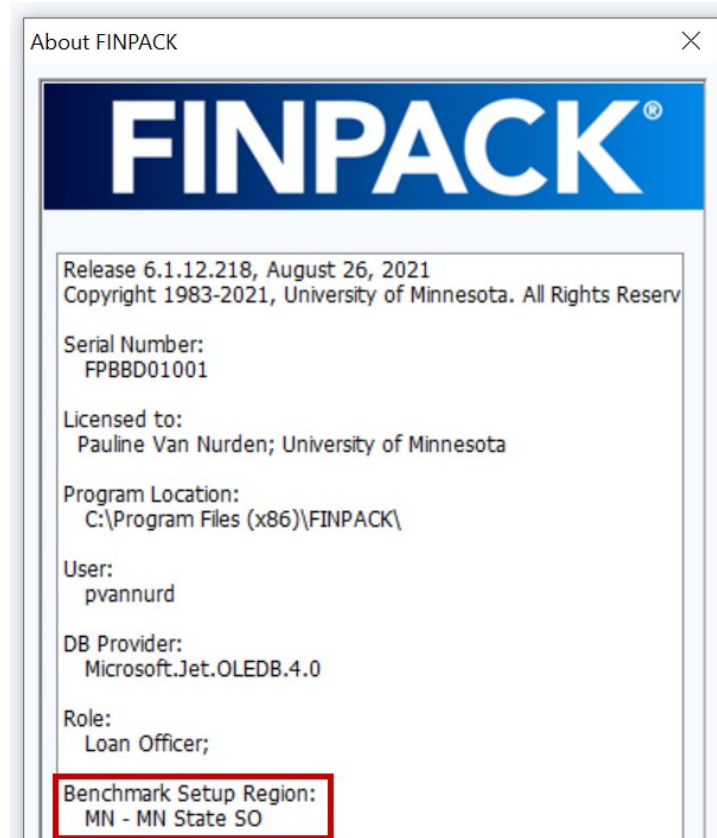 About FINPACK
FINPACK®
Release 6.1.12.218, August 26, 2021
Copyright 1983-2021, University of Minnesota. All Rights Reserv
Serial Number:
FPBBD01001
Licensed to:
Pauline Van Nurden; University of Minnesota
Program Location:
C:\Program Files (x86)\FINPACK\
User:
pvannurd
DB Provider:
Microsoft.Jet.OLEDB.4.0
Role:
Loan Officer;
Benchmark Setup Region:
MN - MN State SO